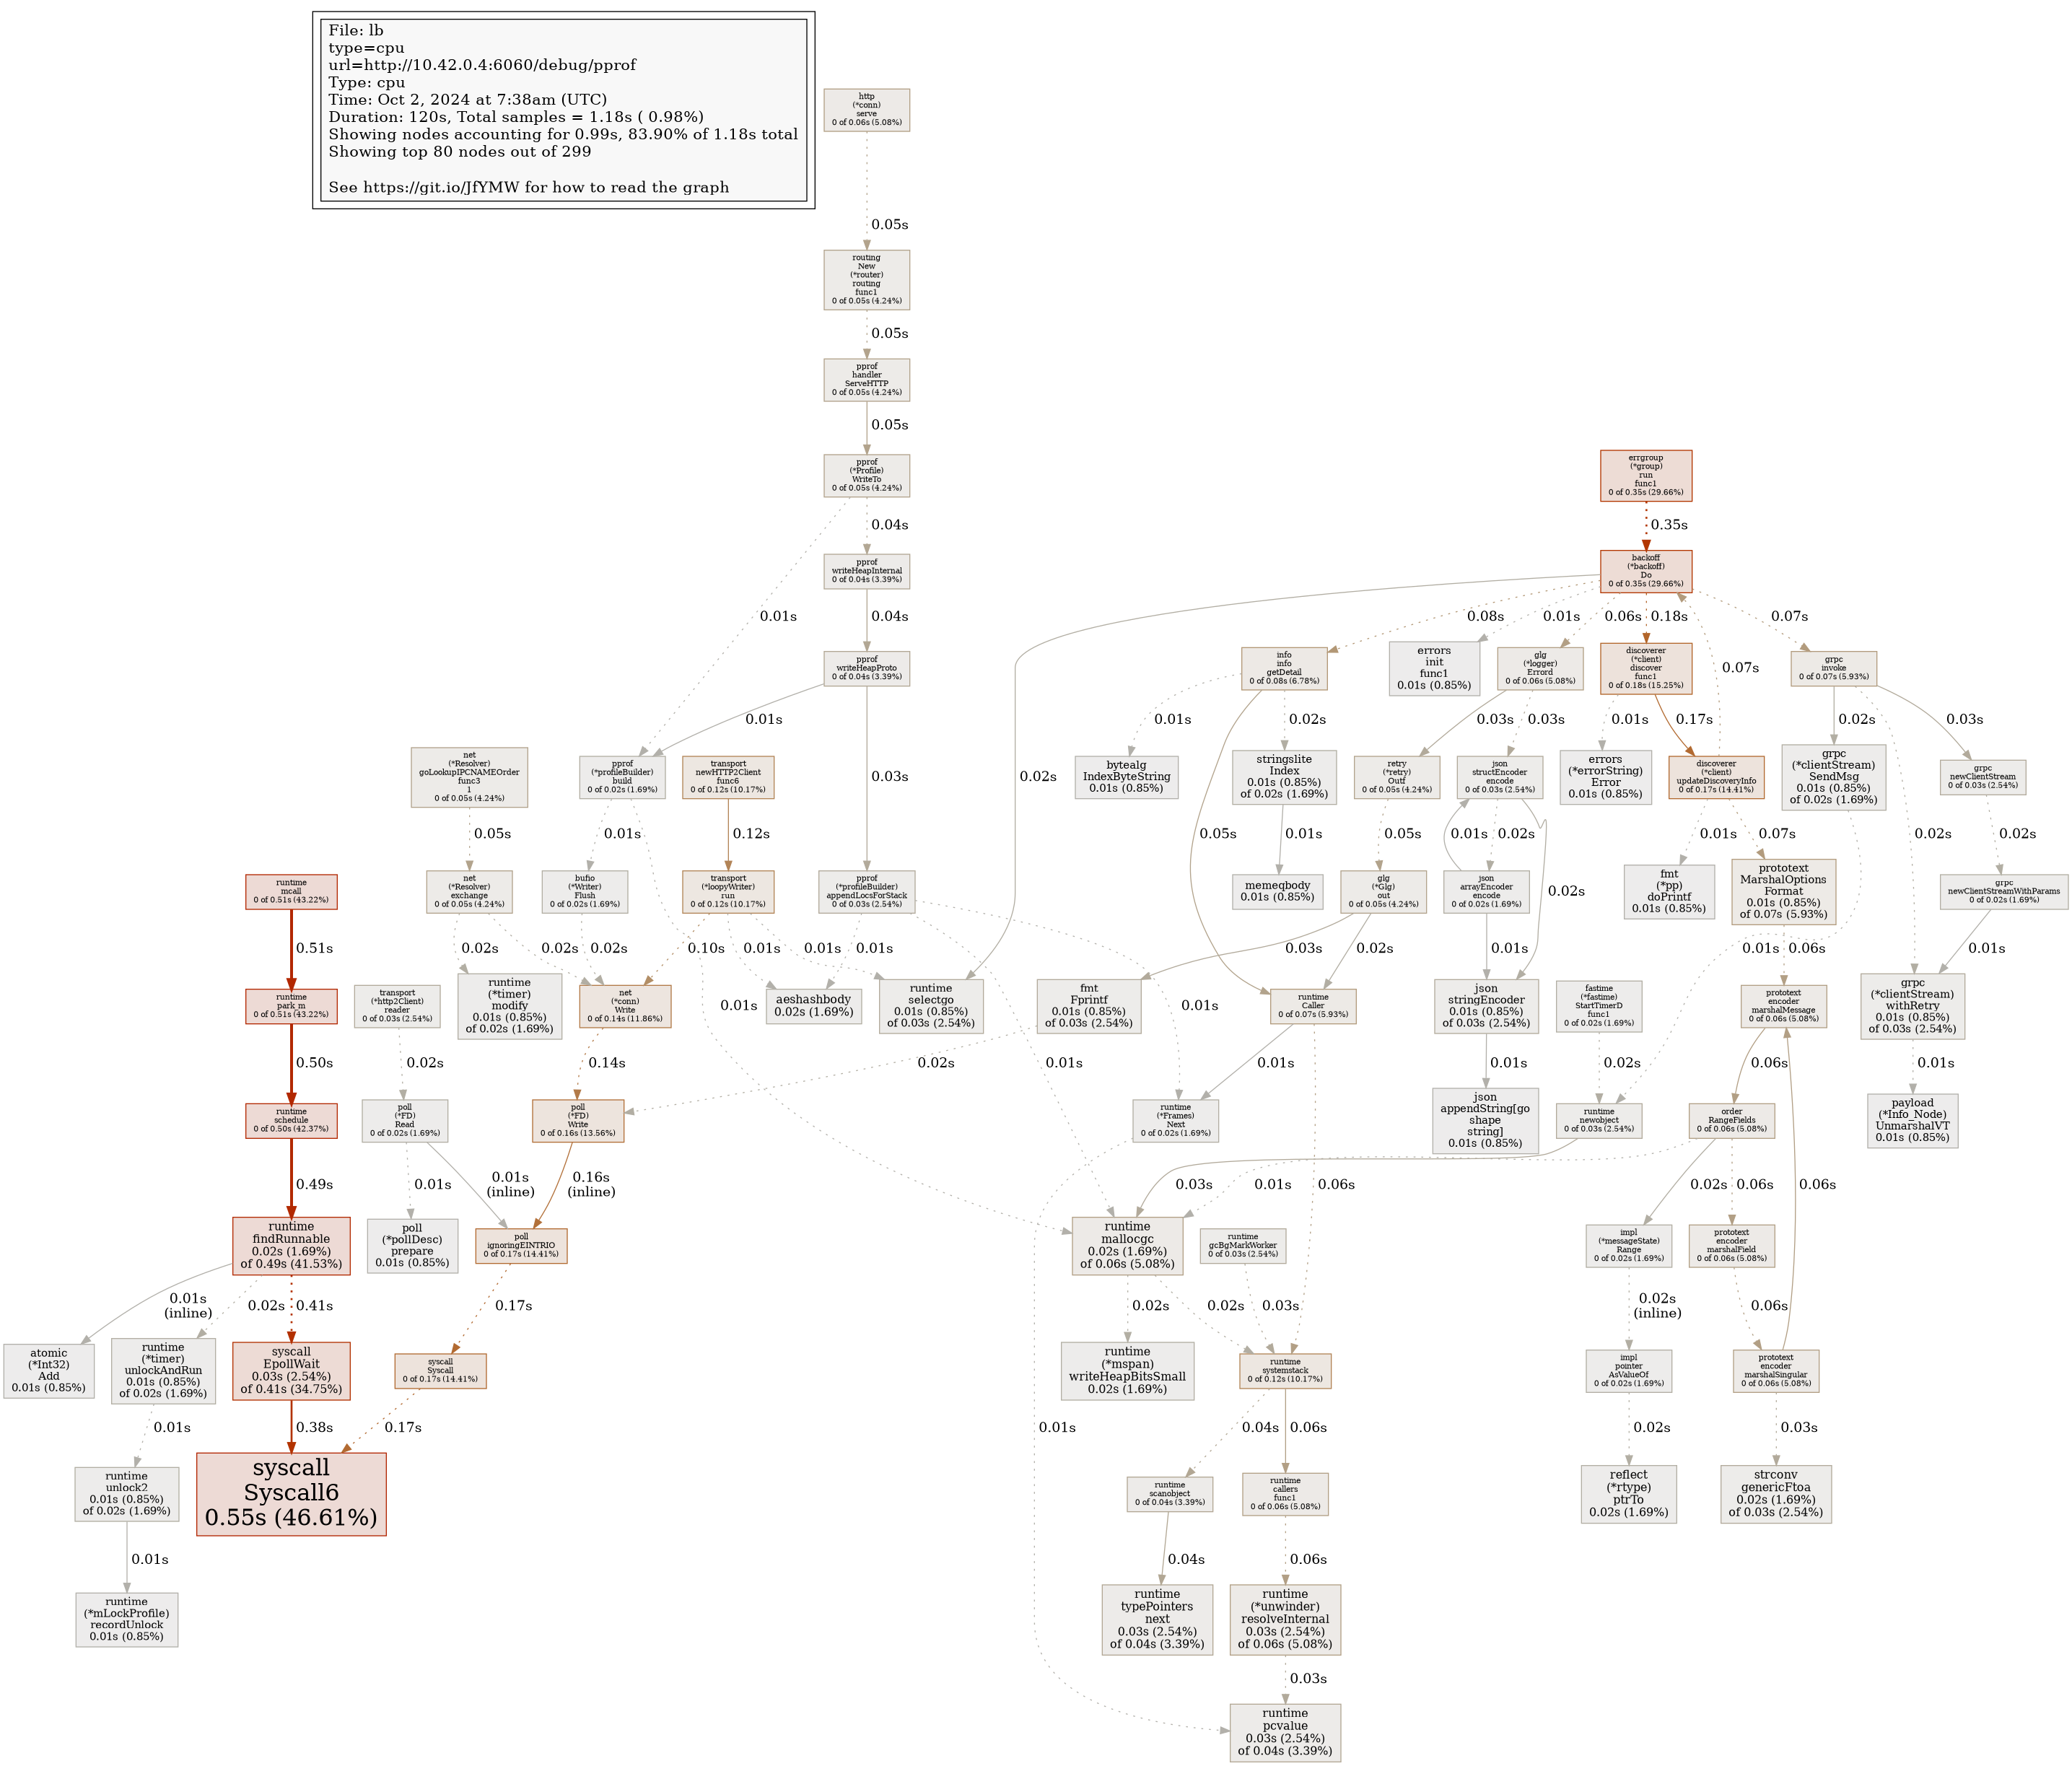 File: lb
type=cpu
url=http://10.42.0.4:6060/debug/pprof
Type: cpu
Time: Oct 2, 2024 at 7:38am (UTC)
Duration: 120s, Total samples = 1.18s ( 0.98%)
Showing nodes accounting for 0.99s, 83.90% of 1.18s total
Showing top 80 nodes out of 299
See https://git.io/JfYMW for how to read the graph
http
(*conn)
serve
0 of 0.06s (5.08%)
0.05s
routing
New
(*router)
routing
func1
0 of 0.05s (4.24%)
0.05s
pprof
handler
ServeHTTP
0 of 0.05s (4.24%)
0.05s
pprof
(*Profile)
WriteTo
0 of 0.05s (4.24%)
0.04s
0.01s
pprof
writeHeapInternal
0 of 0.04s (3.39%)
0.04s
pprof
writeHeapProto
0 of 0.04s (3.39%)
0.01s
0.03s
errgroup
(*group)
run
func1
0 of 0.35s (29.66%)
0.35s
backoff
(*backoff)
Do
0 of 0.35s (29.66%)
0.02s
0.08s
0.01s
0.06s
0.18s
0.07s
0.07s
info
info
getDetail
0 of 0.08s (6.78%)
0.01s
0.05s
0.02s
errors
init
func1
0.01s (0.85%)
glg
(*logger)
Errord
0 of 0.06s (5.08%)
0.03s
0.03s
discoverer
(*client)
discover
func1
0 of 0.18s (15.25%)
0.01s
0.17s
grpc
invoke
0 of 0.07s (5.93%)
0.02s
0.02s
0.03s
net
(*Resolver)
goLookupIPCNAMEOrder
func3
1
0 of 0.05s (4.24%)
0.05s
pprof
(*profileBuilder)
build
0 of 0.02s (1.69%)
0.01s
0.01s
transport
newHTTP2Client
func6
0 of 0.12s (10.17%)
0.12s
bytealg
IndexByteString
0.01s (0.85%)
stringslite
Index
0.01s (0.85%)
of 0.02s (1.69%)
0.01s
retry
(*retry)
Outf
0 of 0.05s (4.24%)
0.05s
json
structEncoder
encode
0 of 0.03s (2.54%)
0.01s
0.02s
0.02s
errors
(*errorString)
Error
0.01s (0.85%)
discoverer
(*client)
updateDiscoveryInfo
0 of 0.17s (14.41%)
0.01s
0.07s
grpc
(*clientStream)
SendMsg
0.01s (0.85%)
of 0.02s (1.69%)
0.01s
grpc
newClientStream
0 of 0.03s (2.54%)
0.02s
runtime
mcall
0 of 0.51s (43.22%)
0.51s
net
(*Resolver)
exchange
0 of 0.05s (4.24%)
0.02s
0.02s
bufio
(*Writer)
Flush
0 of 0.02s (1.69%)
0.02s
transport
(*loopyWriter)
run
0 of 0.12s (10.17%)
0.10s
0.01s
0.01s
pprof
(*profileBuilder)
appendLocsForStack
0 of 0.03s (2.54%)
0.01s
0.01s
0.01s
memeqbody
0.01s (0.85%)
glg
(*Glg)
out
0 of 0.05s (4.24%)
0.03s
0.02s
json
arrayEncoder
encode
0 of 0.02s (1.69%)
0.01s
fmt
(*pp)
doPrintf
0.01s (0.85%)
prototext
MarshalOptions
Format
0.01s (0.85%)
of 0.07s (5.93%)
0.06s
grpc
newClientStreamWithParams
0 of 0.02s (1.69%)
0.01s
runtime
park_m
0 of 0.51s (43.22%)
0.50s
transport
(*http2Client)
reader
0 of 0.03s (2.54%)
0.02s
runtime
(*timer)
modify
0.01s (0.85%)
of 0.02s (1.69%)
net
(*conn)
Write
0 of 0.14s (11.86%)
0.14s
aeshashbody
0.02s (1.69%)
runtime
selectgo
0.01s (0.85%)
of 0.03s (2.54%)
fmt
Fprintf
0.01s (0.85%)
of 0.03s (2.54%)
0.02s
runtime
Caller
0 of 0.07s (5.93%)
0.01s
0.06s
json
stringEncoder
0.01s (0.85%)
of 0.03s (2.54%)
0.01s
fastime
(*fastime)
StartTimerD
func1
0 of 0.02s (1.69%)
0.02s
prototext
encoder
marshalMessage
0 of 0.06s (5.08%)
0.06s
0.06s
grpc
(*clientStream)
withRetry
0.01s (0.85%)
of 0.03s (2.54%)
0.01s
runtime
schedule
0 of 0.50s (42.37%)
0.49s
poll
(*FD)
Read
0 of 0.02s (1.69%)
0.01s
0.01s
(inline)
poll
(*FD)
Write
0 of 0.16s (13.56%)
0.16s
(inline)
runtime
(*Frames)
Next
0 of 0.02s (1.69%)
0.01s
json
appendString[go
shape
string]
0.01s (0.85%)
runtime
newobject
0 of 0.03s (2.54%)
0.03s
order
RangeFields
0 of 0.06s (5.08%)
0.01s
0.02s
0.06s
payload
(*Info_Node)
UnmarshalVT
0.01s (0.85%)
runtime
findRunnable
0.02s (1.69%)
of 0.49s (41.53%)
0.01s
(inline)
0.02s
0.41s
poll
(*pollDesc)
prepare
0.01s (0.85%)
poll
ignoringEINTRIO
0 of 0.17s (14.41%)
0.17s
runtime
mallocgc
0.02s (1.69%)
of 0.06s (5.08%)
0.02s
0.02s
runtime
gcBgMarkWorker
0 of 0.03s (2.54%)
0.03s
impl
(*messageState)
Range
0 of 0.02s (1.69%)
0.02s
(inline)
prototext
encoder
marshalField
0 of 0.06s (5.08%)
0.06s
atomic
(*Int32)
Add
0.01s (0.85%)
runtime
(*timer)
unlockAndRun
0.01s (0.85%)
of 0.02s (1.69%)
0.01s
syscall
EpollWait
0.03s (2.54%)
of 0.41s (34.75%)
0.38s
syscall
Syscall
0 of 0.17s (14.41%)
0.17s
runtime
(*mspan)
writeHeapBitsSmall
0.02s (1.69%)
runtime
systemstack
0 of 0.12s (10.17%)
0.04s
0.06s
impl
pointer
AsValueOf
0 of 0.02s (1.69%)
0.02s
prototext
encoder
marshalSingular
0 of 0.06s (5.08%)
0.03s
runtime
unlock2
0.01s (0.85%)
of 0.02s (1.69%)
0.01s
syscall
Syscall6
0.55s (46.61%)
runtime
scanobject
0 of 0.04s (3.39%)
0.04s
runtime
callers
func1
0 of 0.06s (5.08%)
0.06s
reflect
(*rtype)
ptrTo
0.02s (1.69%)
strconv
genericFtoa
0.02s (1.69%)
of 0.03s (2.54%)
runtime
(*mLockProfile)
recordUnlock
0.01s (0.85%)
runtime
typePointers
next
0.03s (2.54%)
of 0.04s (3.39%)
runtime
(*unwinder)
resolveInternal
0.03s (2.54%)
of 0.06s (5.08%)
0.03s
runtime
pcvalue
0.03s (2.54%)
of 0.04s (3.39%)